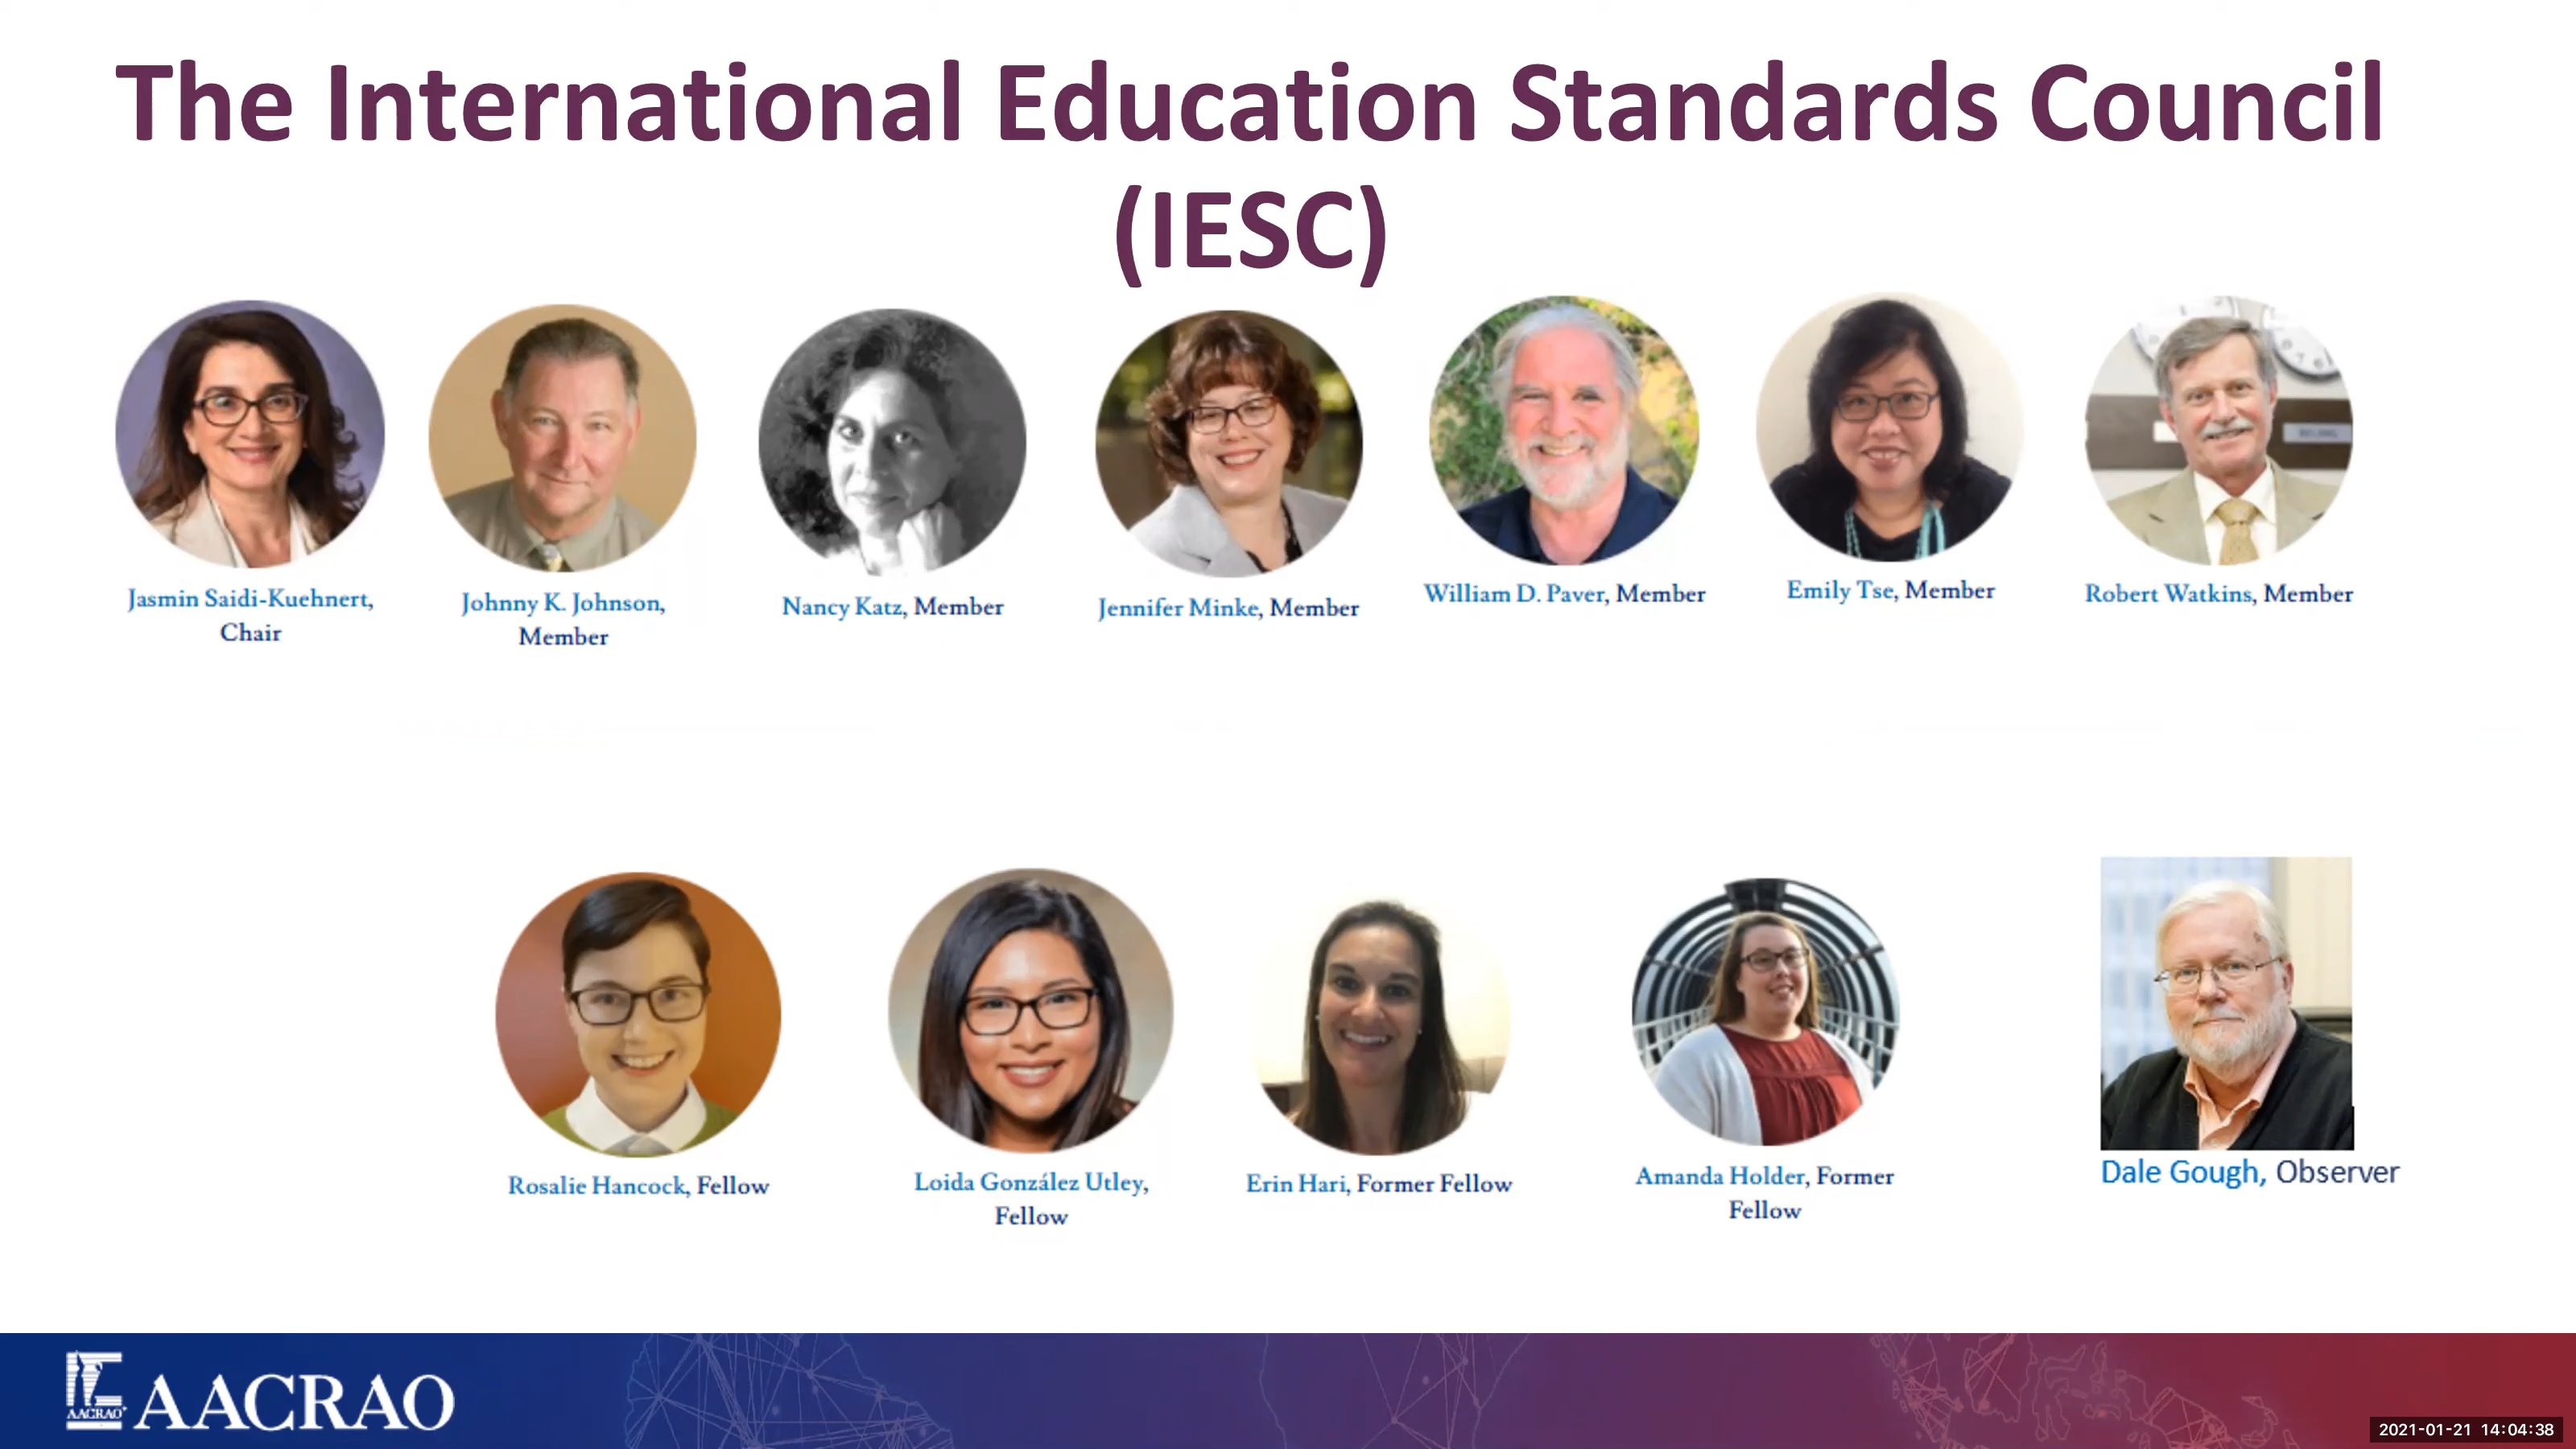 The International Education Standards Council
(IESC)
Jasmin Saidi-Kuehnert,
Chair
Johnny K. Johnson,
Member
Nancy Katz, Member
Jennifer Minke, Member
William D. Paver, Member
Emily Tse, Member
Robert Watkins, Member
Rosalie Hancock, Fellow
Loida González Utley,
Fellow
Erin Hari, Former Fellow
Amanda Holder, Former
Fellow
Dale Gough, Observer
AACRAO
AACRAO
2021-01-21 14:04:38